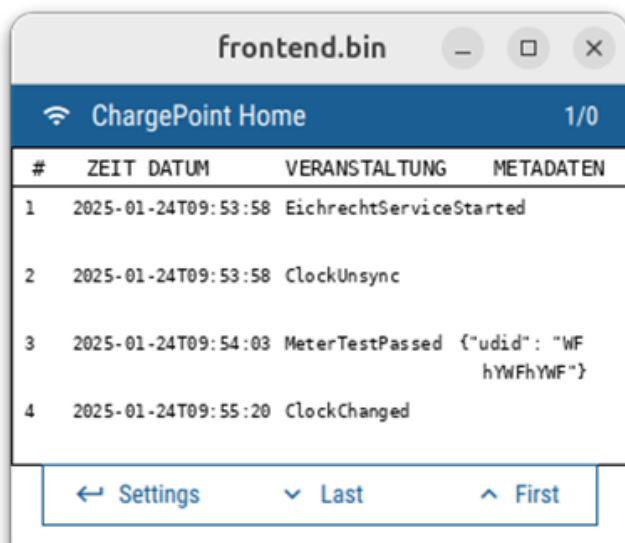 frontend.bin
ChargePoint Home 1/0
# ZEIT DATUM VERANSTALTUNG METADATEN
1 2025-01-24T09:53:58 EichrechtServiceStarted
2 2025-01-24T09:53:58 ClockUnsync
3 2025-01-24T09:54:03 MeterTestPassed {"udid": "WF
hYWFhYWF"}
4 2025-01-24T09:55:20 ClockChanged
Settings Last First